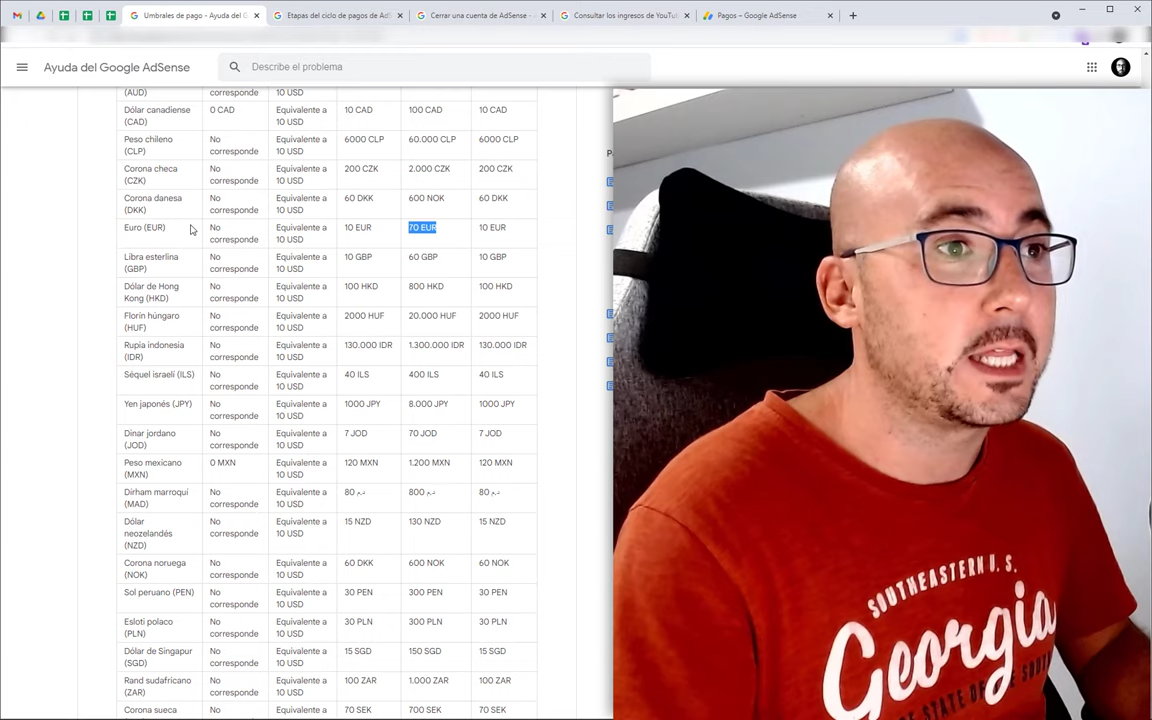 Umbrales de pago - Ayuda del G
Etapas del ciclo de pagos de Ad
Cerrar una cuenta de AdSense -
Consultar los ingresos de YouTu
Pagos – Google AdSense
Ayuda del Google AdSense
Describe el problema
(AUD)
corresponde
10 USD
Dólar canadiense
(CAD)
0 CAD
Equivalente a
10 USD
10 CAD
100 CAD
10 CAD
Peso chileno
(CLP)
No
corresponde
Equivalente a
10 USD
6000 CLP
60.000 CLP
6000 CLP
Corona checa
(CZK)
No
corresponde
Equivalente a
10 USD
200 CZK
2.000 CZK
200 CZK
Corona danesa
(DKK)
No
corresponde
Equivalente a
10 USD
60 DKK
600 NOK
60 DKK
Euro (EUR)
No
corresponde
Equivalente a
10 USD
10 EUR
70 EUR
10 EUR
Libra esterlina
(GBP)
No
corresponde
Equivalente a
10 USD
10 GBP
60 GBP
10 GBP
Dólar de Hong
Kong (HKD)
No
corresponde
Equivalente a
10 USD
100 HKD
800 HKD
100 HKD
Florín húngaro
(HUF)
No
corresponde
Equivalente a
10 USD
2000 HUF
20.000 HUF
2000 HUF
Rupia indonesia
(IDR)
No
corresponde
Equivalente a
10 USD
130.000 IDR
1.300.000 IDR
130.000 IDR
Séquel israelí (ILS)
No
corresponde
Equivalente a
10 USD
40 ILS
400 ILS
40 ILS
Yen japonés (JPY)
No
corresponde
Equivalente a
10 USD
1000 JPY
8.000 JPY
1000 JPY
Dinar jordano
(JOD)
No
corresponde
Equivalente a
10 USD
7 JOD
70 JOD
7 JOD
Peso mexicano
(MXN)
0 MXN
Equivalente a
10 USD
120 MXN
1.200 MXN
120 MXN
Dírham marroquí
(MAD)
No
corresponde
Equivalente a
10 USD
80 د.م.
800 د.م.
80 د.م.
Dólar
neozelandés
(NZD)
No
corresponde
Equivalente a
10 USD
15 NZD
130 NZD
15 NZD
Corona noruega
(NOK)
No
corresponde
Equivalente a
10 USD
60 DKK
600 NOK
60 NOK
Sol peruano (PEN)
No
corresponde
Equivalente a
10 USD
30 PEN
300 PEN
30 PEN
Esloti polaco
(PLN)
No
corresponde
Equivalente a
10 USD
30 PLN
300 PLN
30 PLN
Dólar de Singapur
(SGD)
No
corresponde
Equivalente a
10 USD
15 SGD
150 SGD
15 SGD
Rand sudafricano
(ZAR)
No
corresponde
Equivalente a
10 USD
100 ZAR
1.000 ZAR
100 ZAR
Corona sueca
No
Equivalente a
70 SEK
700 SEK
70 SEK
SOUTHEASTERN U. S.
Georgia
STATE OF
SOUTH